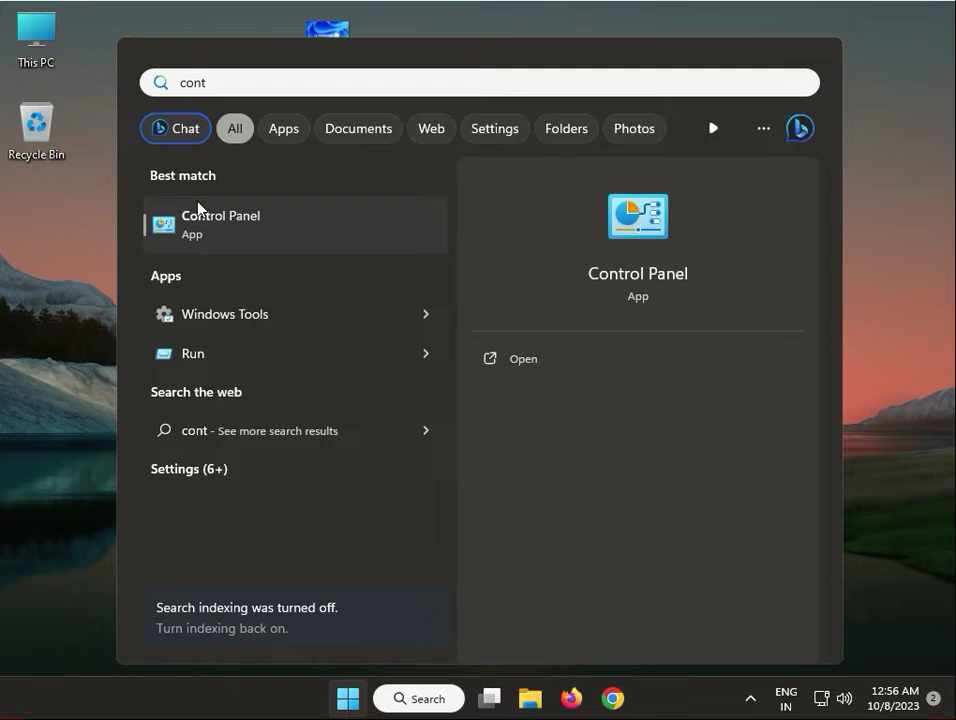 This PC
Recycle Bin
cont
Chat
All
Apps
Documents
Web
Settings
Folders
Photos
Best match
Control Panel
App
Apps
Windows Tools
Run
Search the web
cont - See more search results
Settings (6+)
Search indexing was turned off.
Turn indexing back on.
Control Panel
App
Open
Search
ENG
IN
12:56 AM
10/8/2023
2